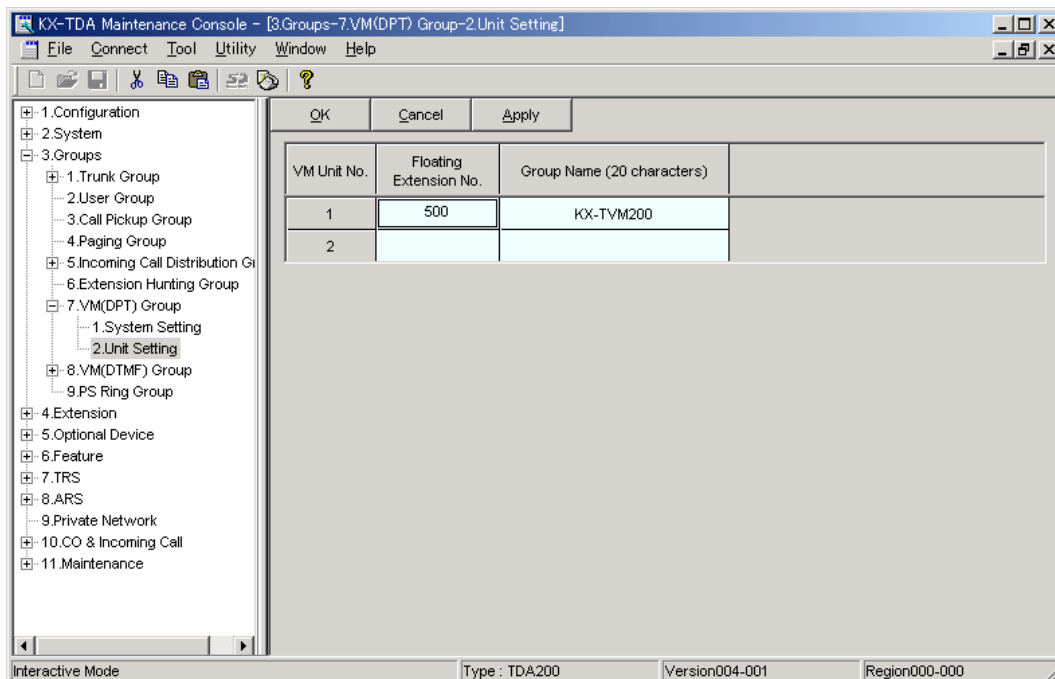 KX-TDA Maintenance Console - [3.Groups-7.VM(DPT) Group-2.Unit Setting]
File Connect Tool Utility Window Help
1.Configuration
2.System
3.Groups
1.Trunk Group
2.User Group
3.Call Pickup Group
4.Paging Group
5.Incoming Call Distribution Gr
6.Extension Hunting Group
7.VM(DPT) Group
1.System Setting
2.Unit Setting
8.VM(DTMF) Group
9.PS Ring Group
4.Extension
5.Optional Device
6.Feature
7.TRS
8.ARS
9.Private Network
10.CO & Incoming Call
11.Maintenance
OK Cancel Apply
VM Unit No. Floating Extension No. Group Name (20 characters)
1 500 KX-TVM200
2
Interactive Mode Type : TDA200 Version004-001 Region000-000